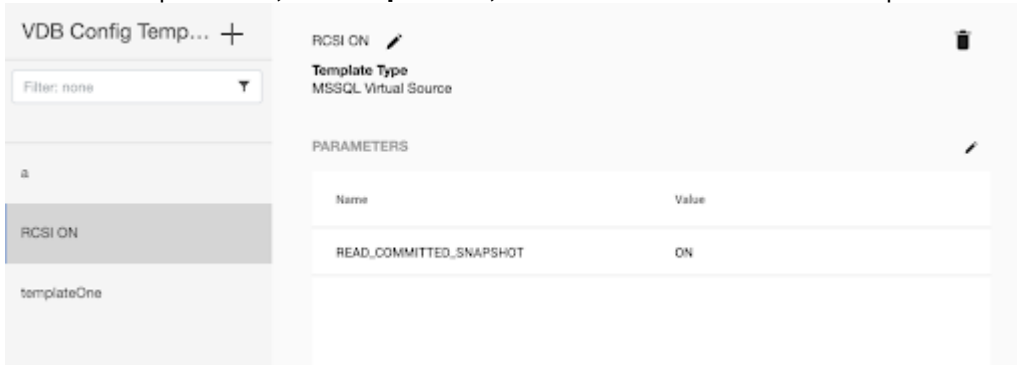 VDB Config Temp... +
Filter: none
a
RCSI ON
templateOne
RCSI ON
Template Type
MSSQL Virtual Source
PARAMETERS
Name Value
READ_COMMITTED_SNAPSHOT ON